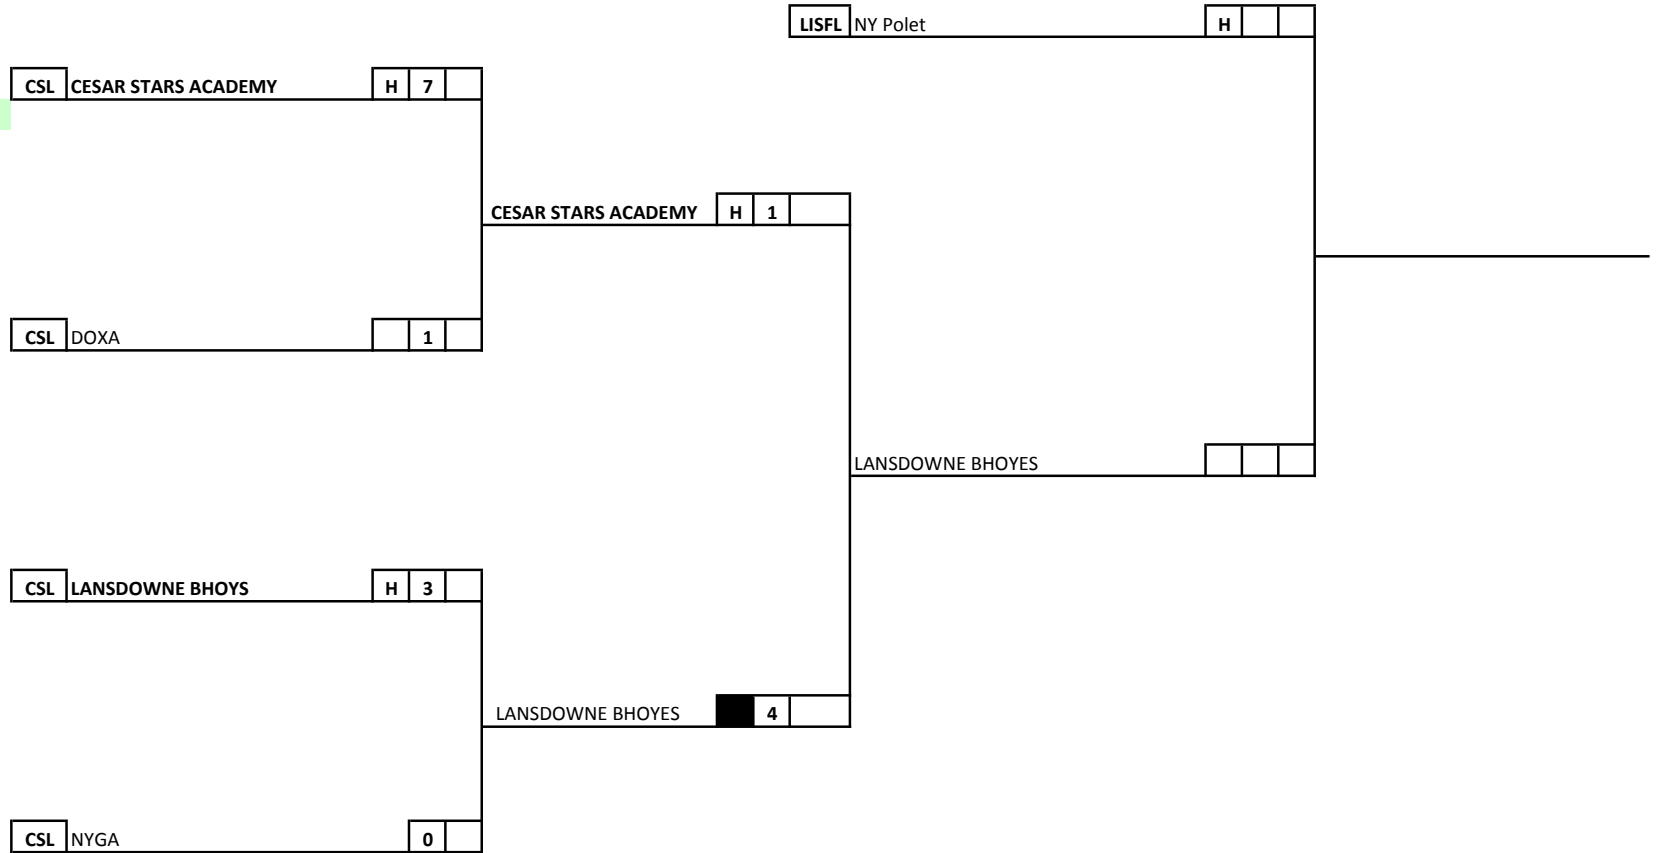 LISFL NY Polet H
CSL CESAR STARS ACADEMY H 7
CESAR STARS ACADEMY H 1
CSL DOXA 1
LANSDOWNE BHOYES
CSL LANSDOWNE BHOYS H 3
LANSDOWNE BHOYES 4
CSL NYGA 0